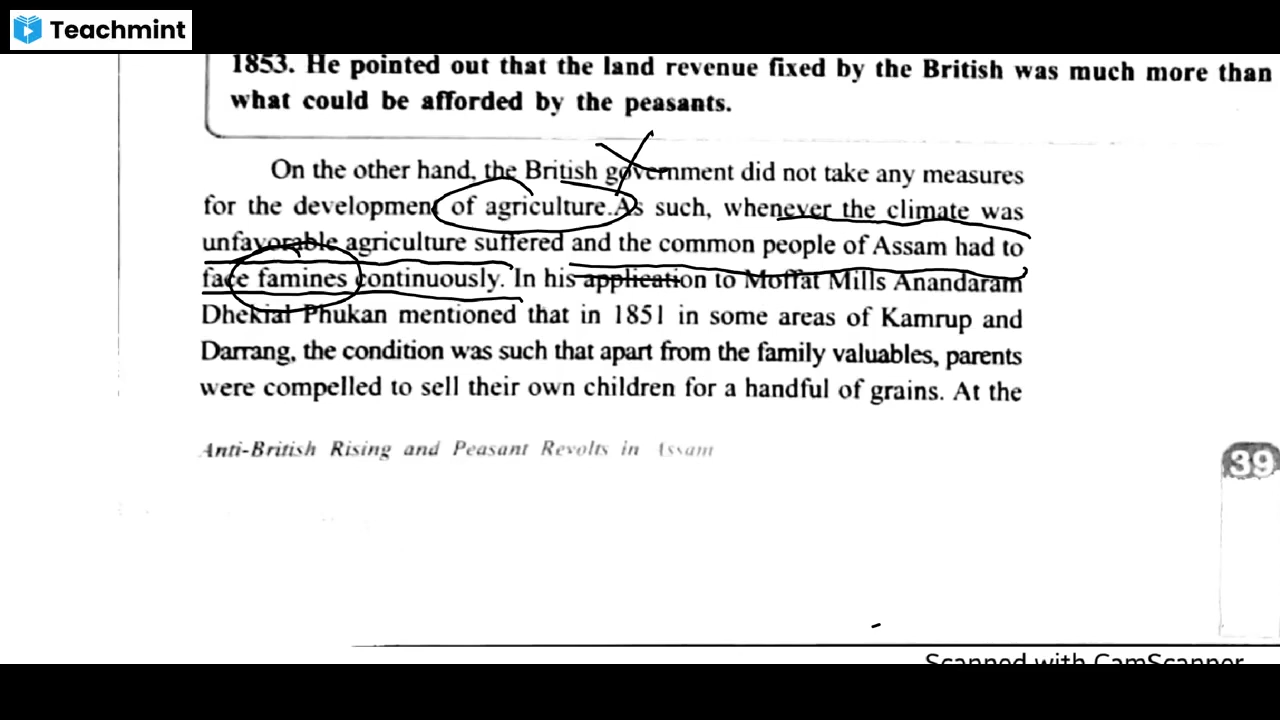 Teachmint
1853. He pointed out that the land revenue fixed by the British was much more than
what could be afforded by the peasants.
On the other hand, the British government did not take any measures
for the development of agriculture. As such, whenever the climate was
unfavorable agriculture suffered and the common people of Assam had to
face famines continuously. In his application to Moffat Mills Anandaram
Dhekial Phukan mentioned that in 1851 in some areas of Kamrup and
Darrang, the condition was such that apart from the family valuables, parents
were compelled to sell their own children for a handful of grains. At the
Anti-British Rising and Peasant Revolts in Assam
39
Scanned with CamScanner